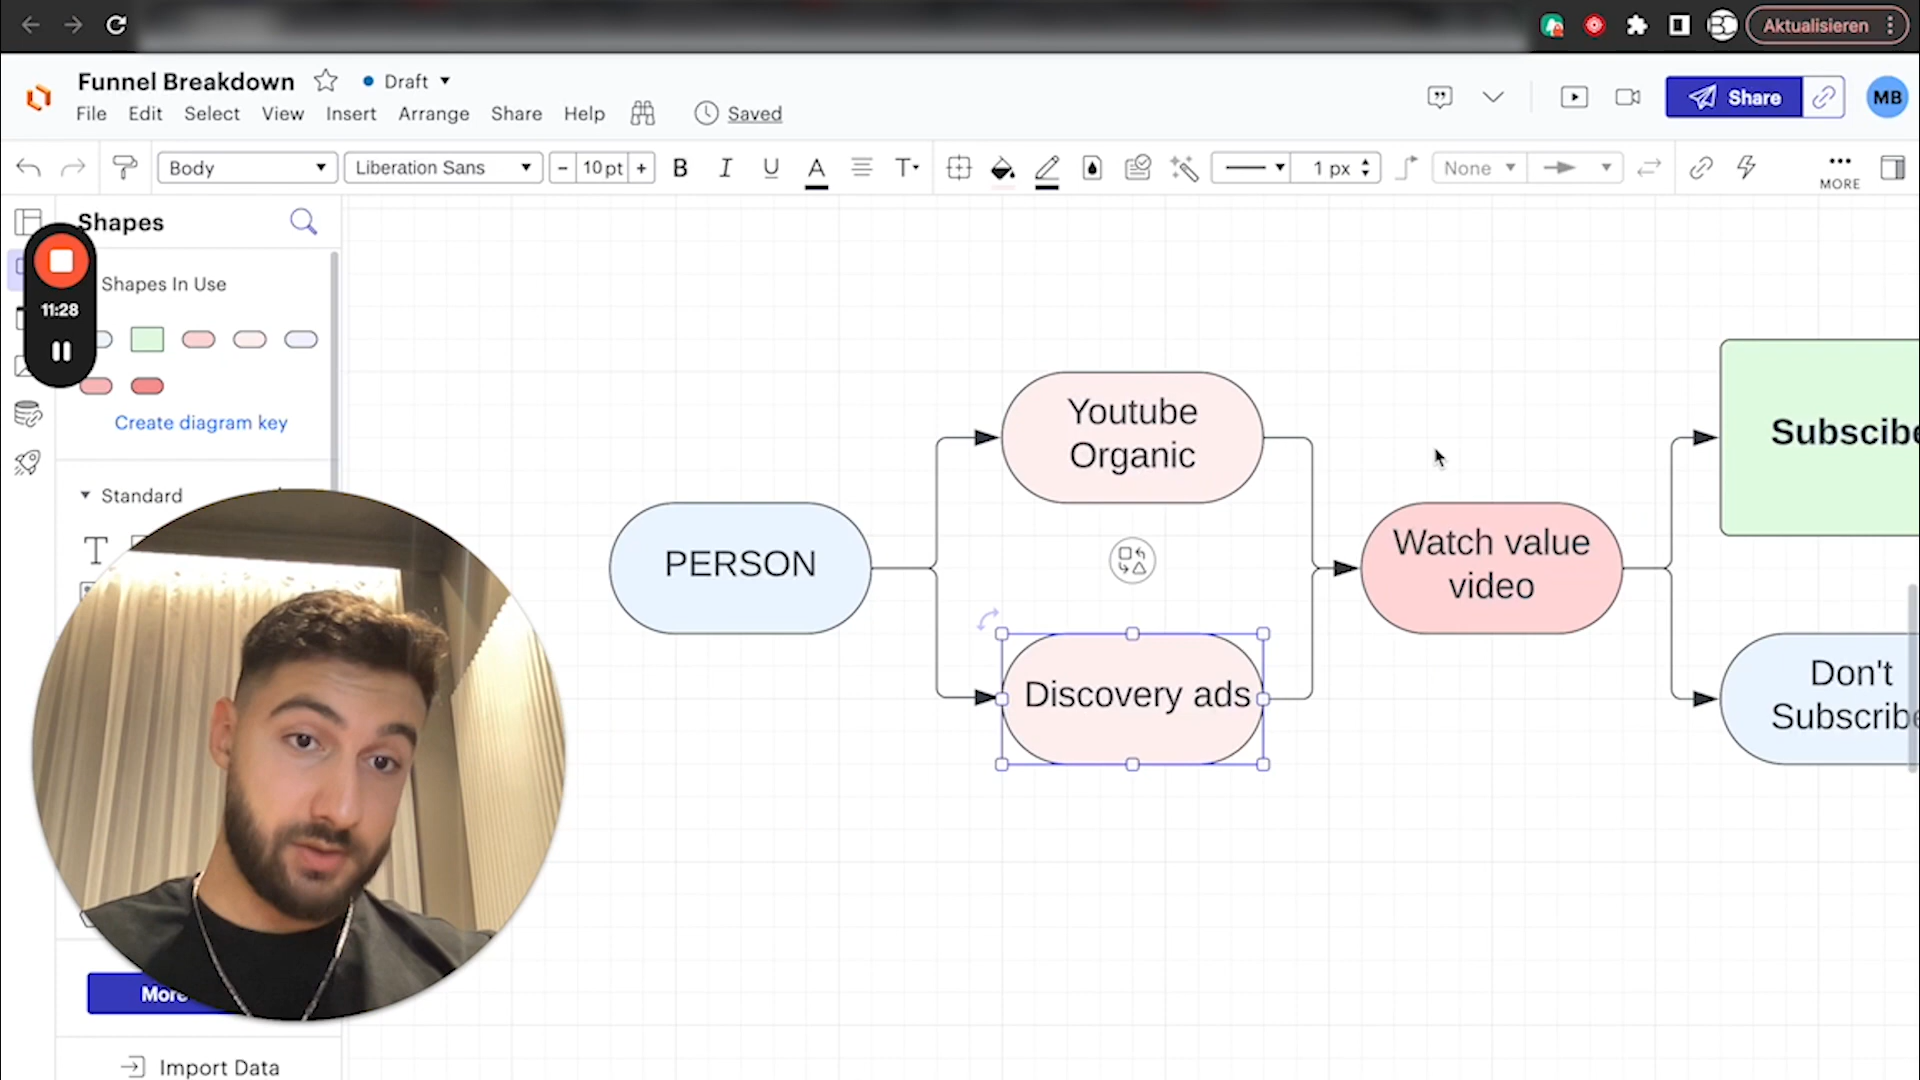 Aktualisieren
Funnel Breakdown
Draft
File Edit Select View Insert Arrange Share Help
Saved
Share
MB
Body
Liberation Sans
10 pt
B I U A T
1 px
None
MORE
Shapes
Shapes In Use
11:28
Create diagram key
Standard
T
More
Import Data
PERSON
Youtube
Organic
Discovery ads
Watch value
video
Subscibe
Don't
Subscribe